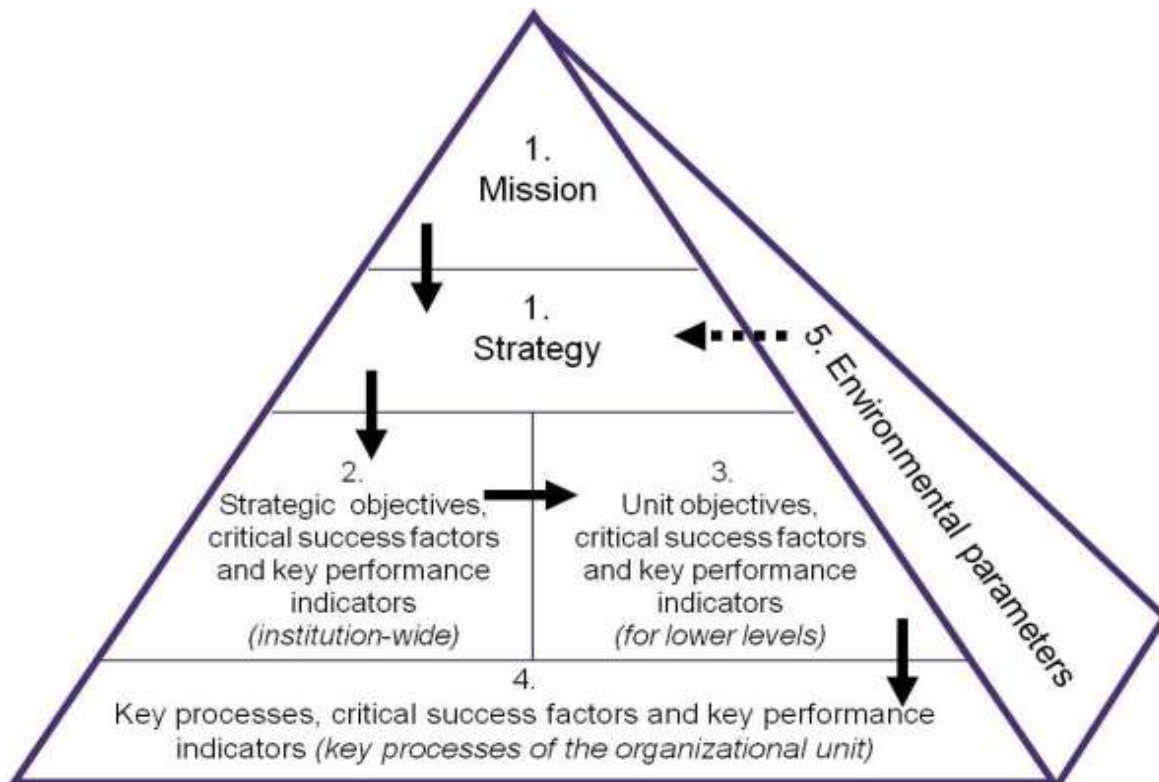 1.
Mission
1.
Strategy
2.
Strategic objectives,
critical success factors
and key performance
indicators
(institution-wide)
3.
Unit objectives,
critical success factors
and key performance
indicators
(for lower levels)
4.
Key processes, critical success factors and key performance
indicators (key processes of the organizational unit)
5. Environmental parameters